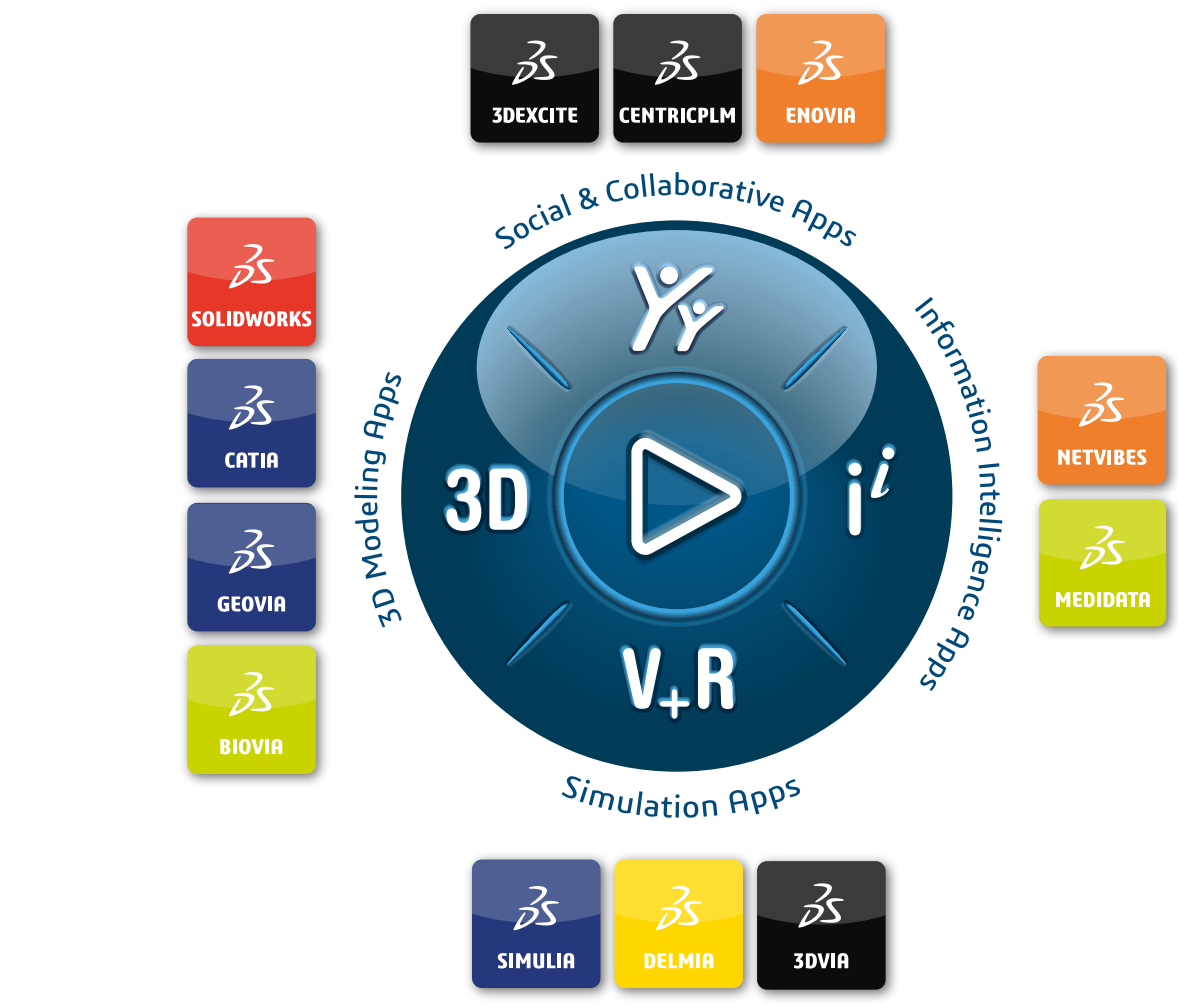 3DEXCITE
CENTRICPLM
ENOVIA
Social & Collaborative Apps
SOLIDWORKS
CATIA
GEOVIA
BIOVIA
3D Modeling Apps
3D
i i
V+R
Information Intelligence Apps
NETVIBES
MEDIDATA
Simulation Apps
SIMULIA
DELMIA
3DVIA